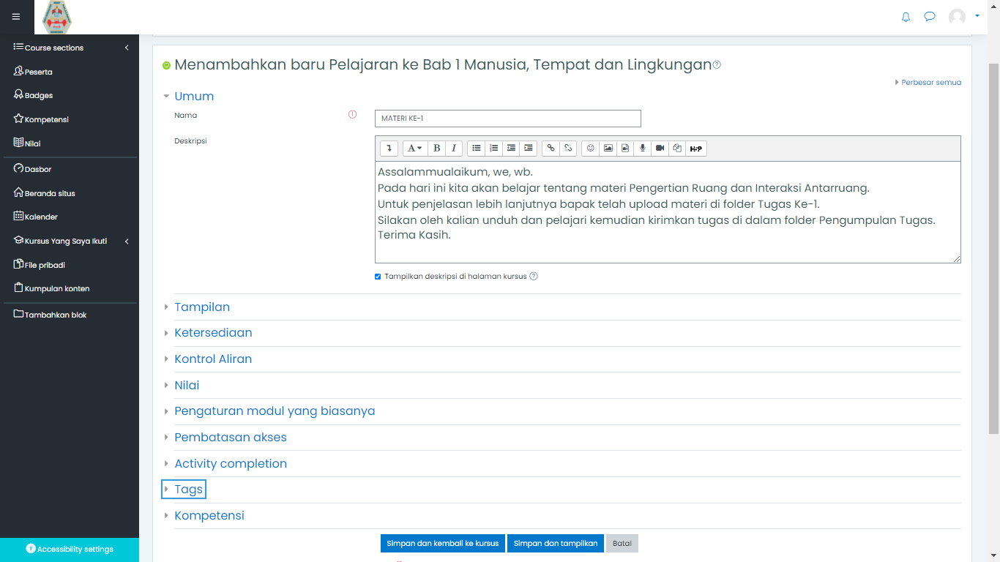 Course sections
Peserta
Badges
Kompetensi
Nilai
Dasbor
Beranda situs
Kalender
Kursus Yang Saya Ikuti
File pribadi
Kumpulan konten
Tambahkan blok
Accessibility settings
Menambahkan baru Pelajaran ke Bab 1 Manusia, Tempat dan Lingkungan
Perbesar semua
Umum
Nama
MATERI KE-1
Deskripsi
A B I H-P
Assalammualaikum, we, wb.
Pada hari ini kita akan belajar tentang materi Pengertian Ruang dan Interaksi Antarruang.
Untuk penjelasan lebih lanjutnya bapak telah upload materi di folder Tugas Ke-1.
Silakan oleh kalian unduh dan pelajari kemudian kirimkan tugas di dalam folder Pengumpulan Tugas.
Terima Kasih.
Tampilkan deskripsi di halaman kursus
Tampilan
Ketersediaan
Kontrol Aliran
Nilai
Pengaturan modul yang biasanya
Pembatasan akses
Activity completion
Tags
Kompetensi
Simpan dan kembali ke kursus Simpan dan tampilkan Batal